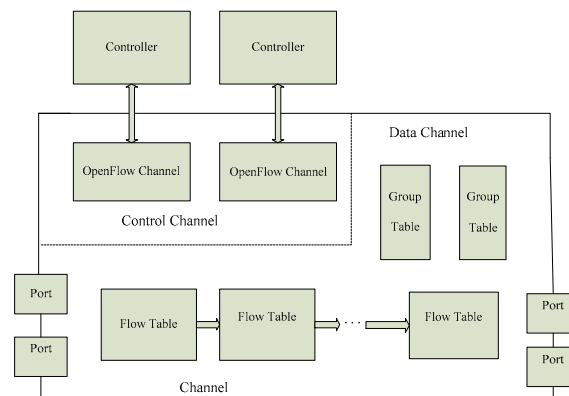 Controller
Controller
Data Channel
OpenFlow Channel
OpenFlow Channel
Group
Table
Group
Table
Control Channel
Port
Port
Flow Table
Flow Table
. . .
Flow Table
Port
Port
Channel